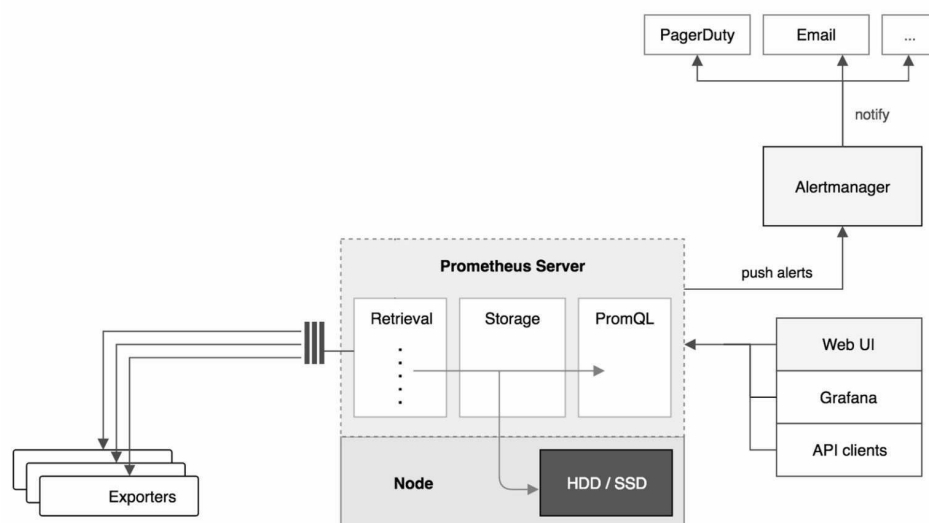 PagerDuty
Email
...
notify
Alertmanager
push alerts
Prometheus Server
Retrieval
Storage
PromQL
Web UI
Grafana
API clients
Exporters
Node
HDD / SSD